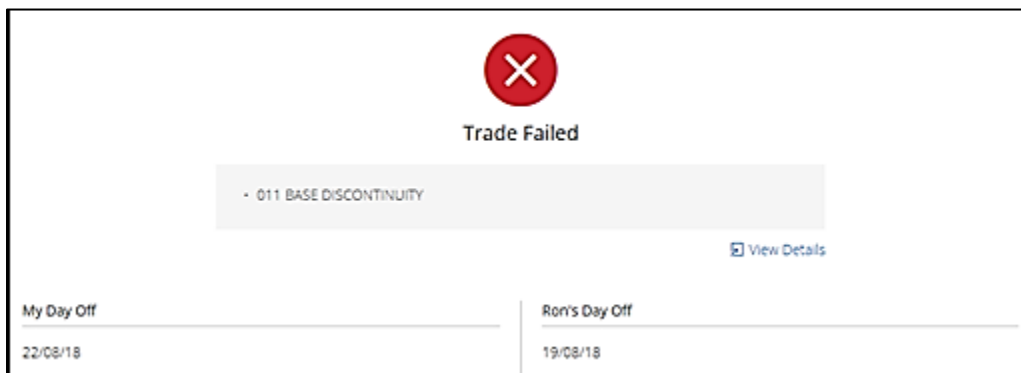 Trade Failed
- 011 BASE DISCONTINUITY
View Details
My Day Off
Ron's Day Off
22/08/18
19/08/18